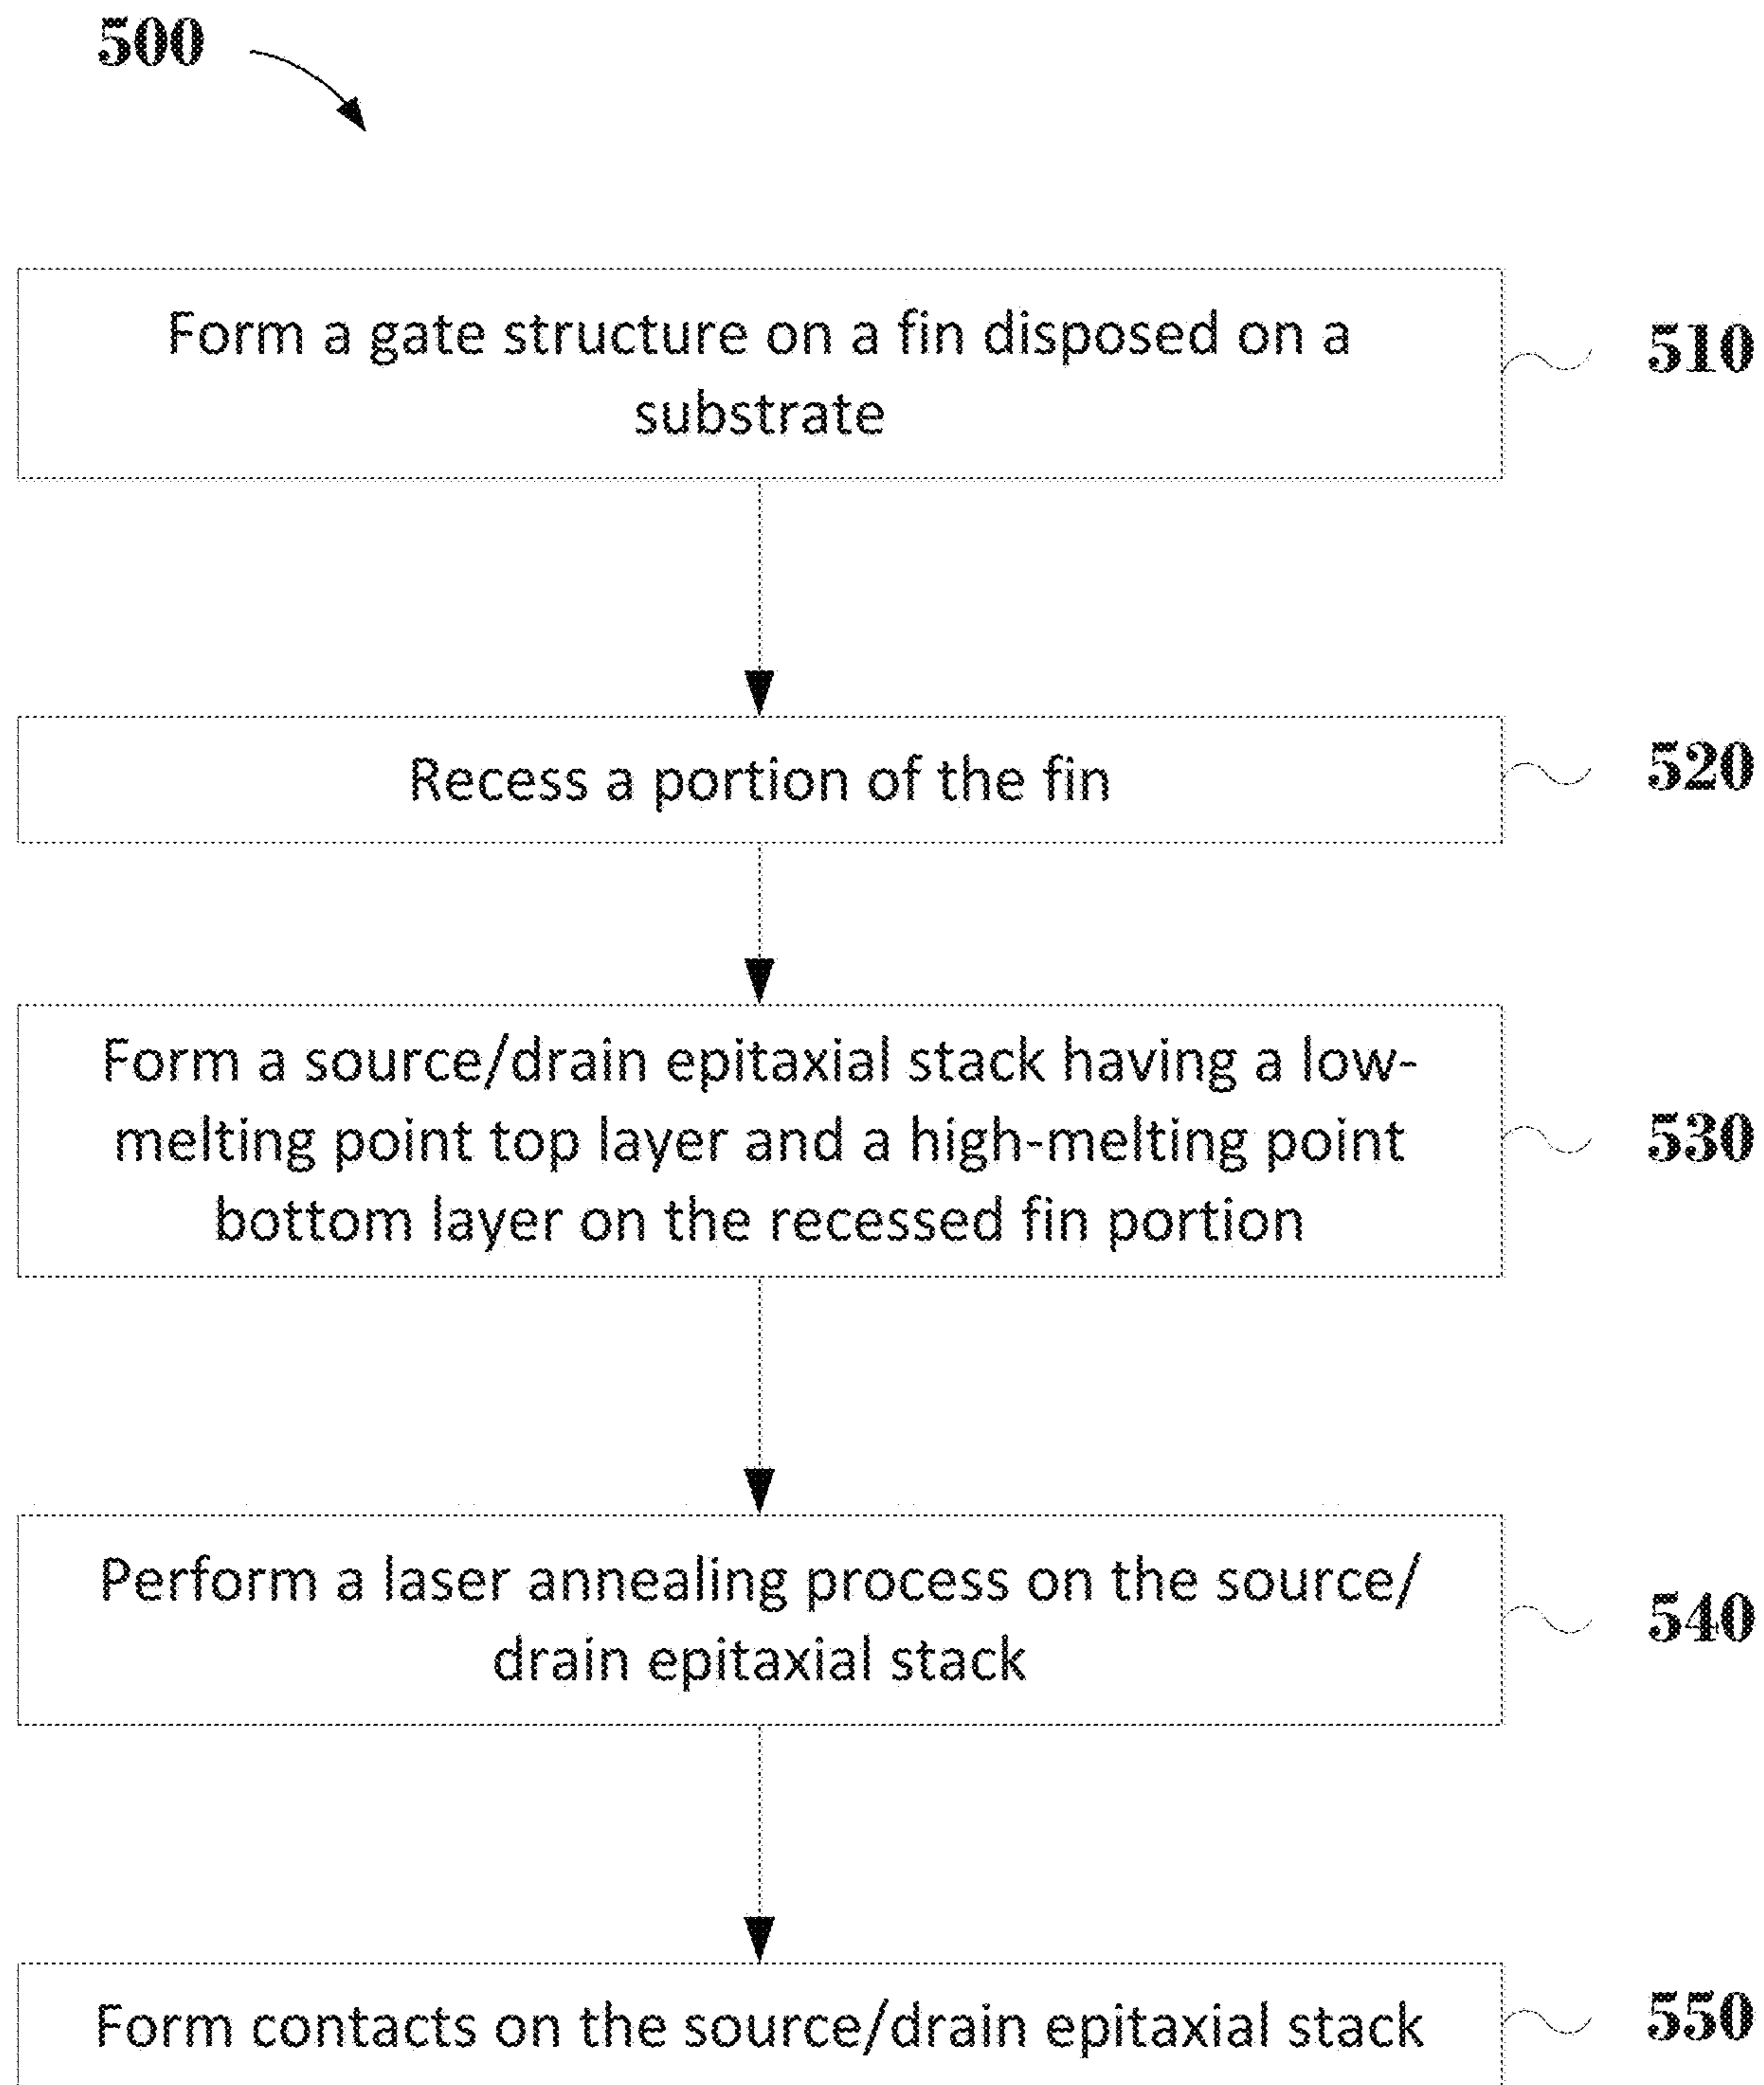 500
Form a gate structure on a fin disposed on a
substrate
510
Recess a portion of the fin
520
Form a source/drain epitaxial stack having a low-
melting point top layer and a high-melting point
bottom layer on the recessed fin portion
530
Perform a laser annealing process on the source/
drain epitaxial stack
540
Form contacts on the source/drain epitaxial stack
550